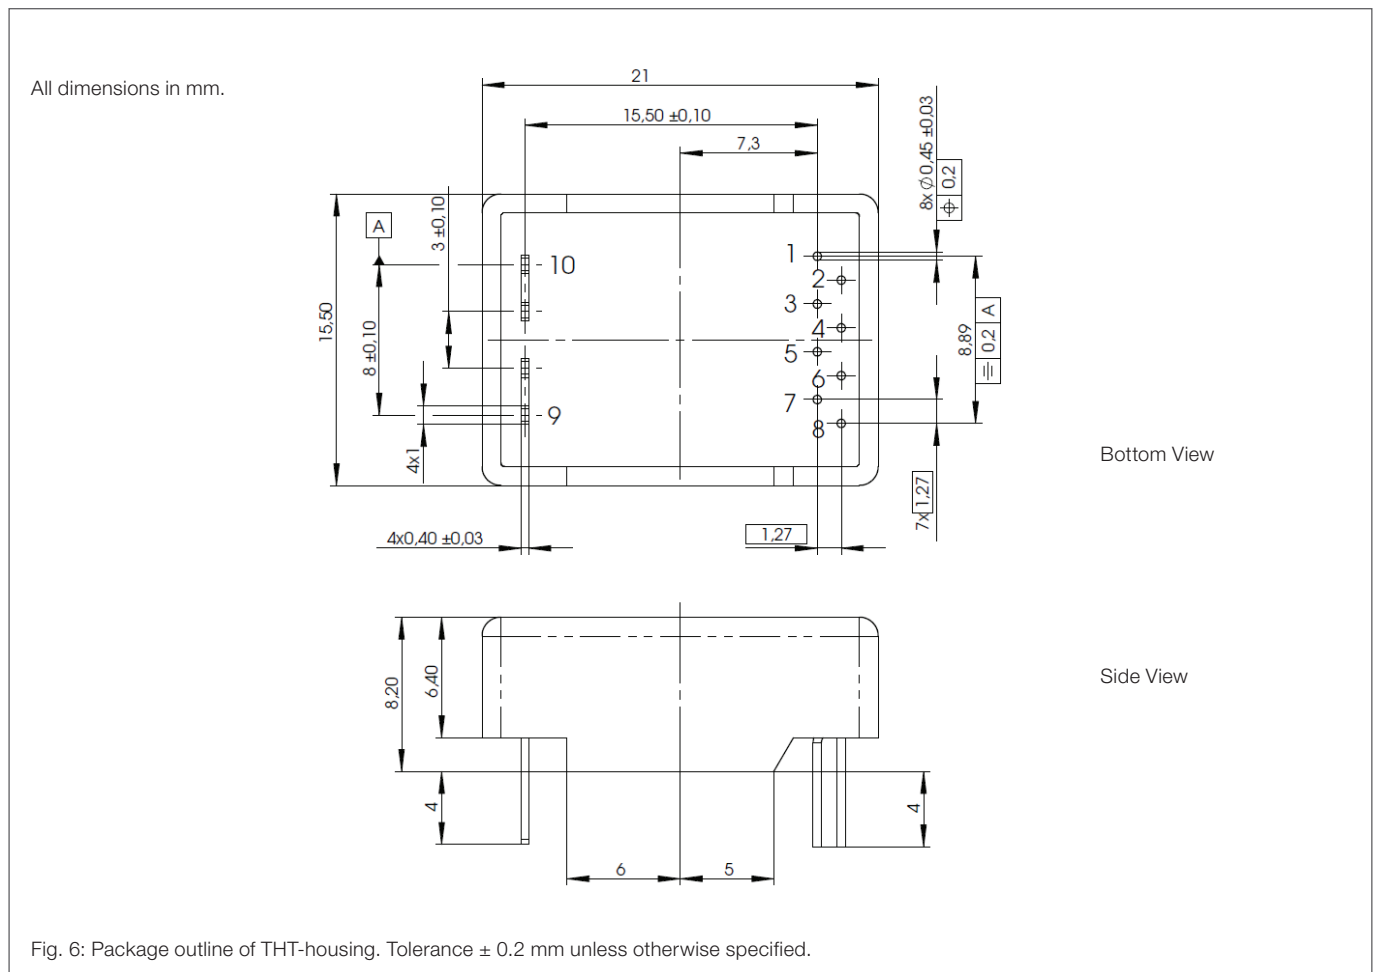 All dimensions in mm.
21
15,50 ±0,10
7,3
8x ∅0,45 ±0,03
⌖ 0,2
A
3 ±0,10
15,50
8 ±0,10
4x1
4x0,40 ±0,03
10
9
1
2
3
4
5
6
7
8
8,89
⌯ 0,2 A
7x 1,27
1,27
Bottom View
8,20
6,40
4
4
6
5
Side View
Fig. 6: Package outline of THT-housing. Tolerance ± 0.2 mm unless otherwise specified.